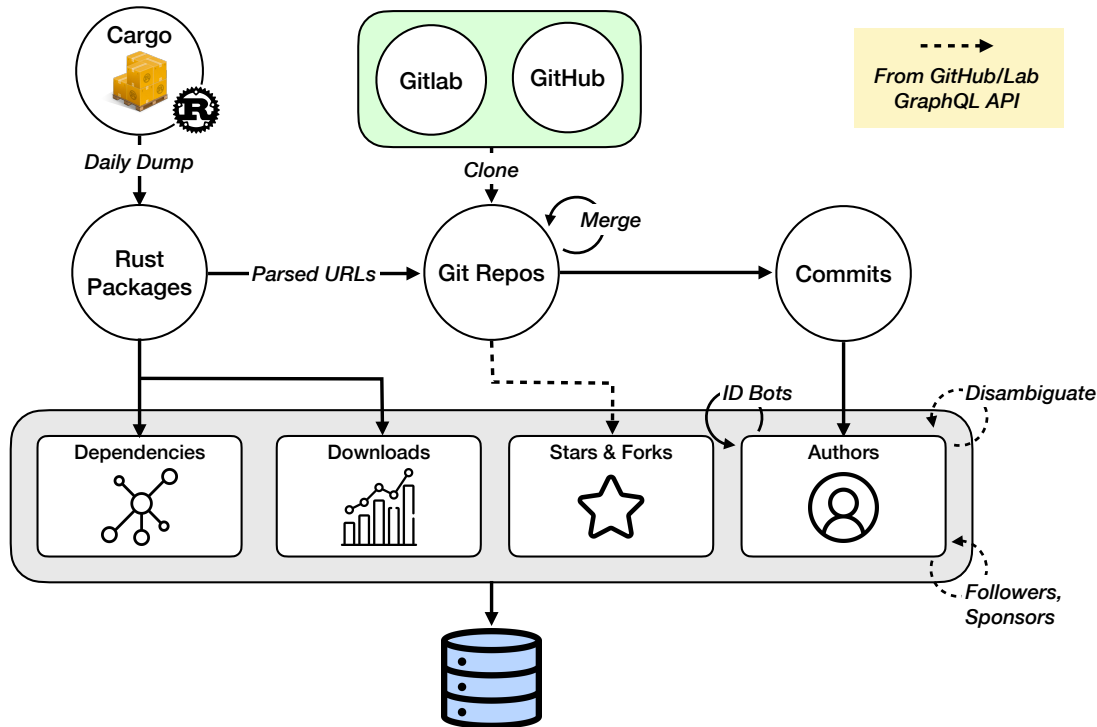 Cargo
R
Gitlab
GitHub
From GitHub/Lab
GraphQL API
Daily Dump
Clone
Merge
Rust
Packages
Parsed URLs
Git Repos
Commits
ID Bots
Disambiguate
Dependencies
Downloads
Stars & Forks
Authors
Followers,
Sponsors